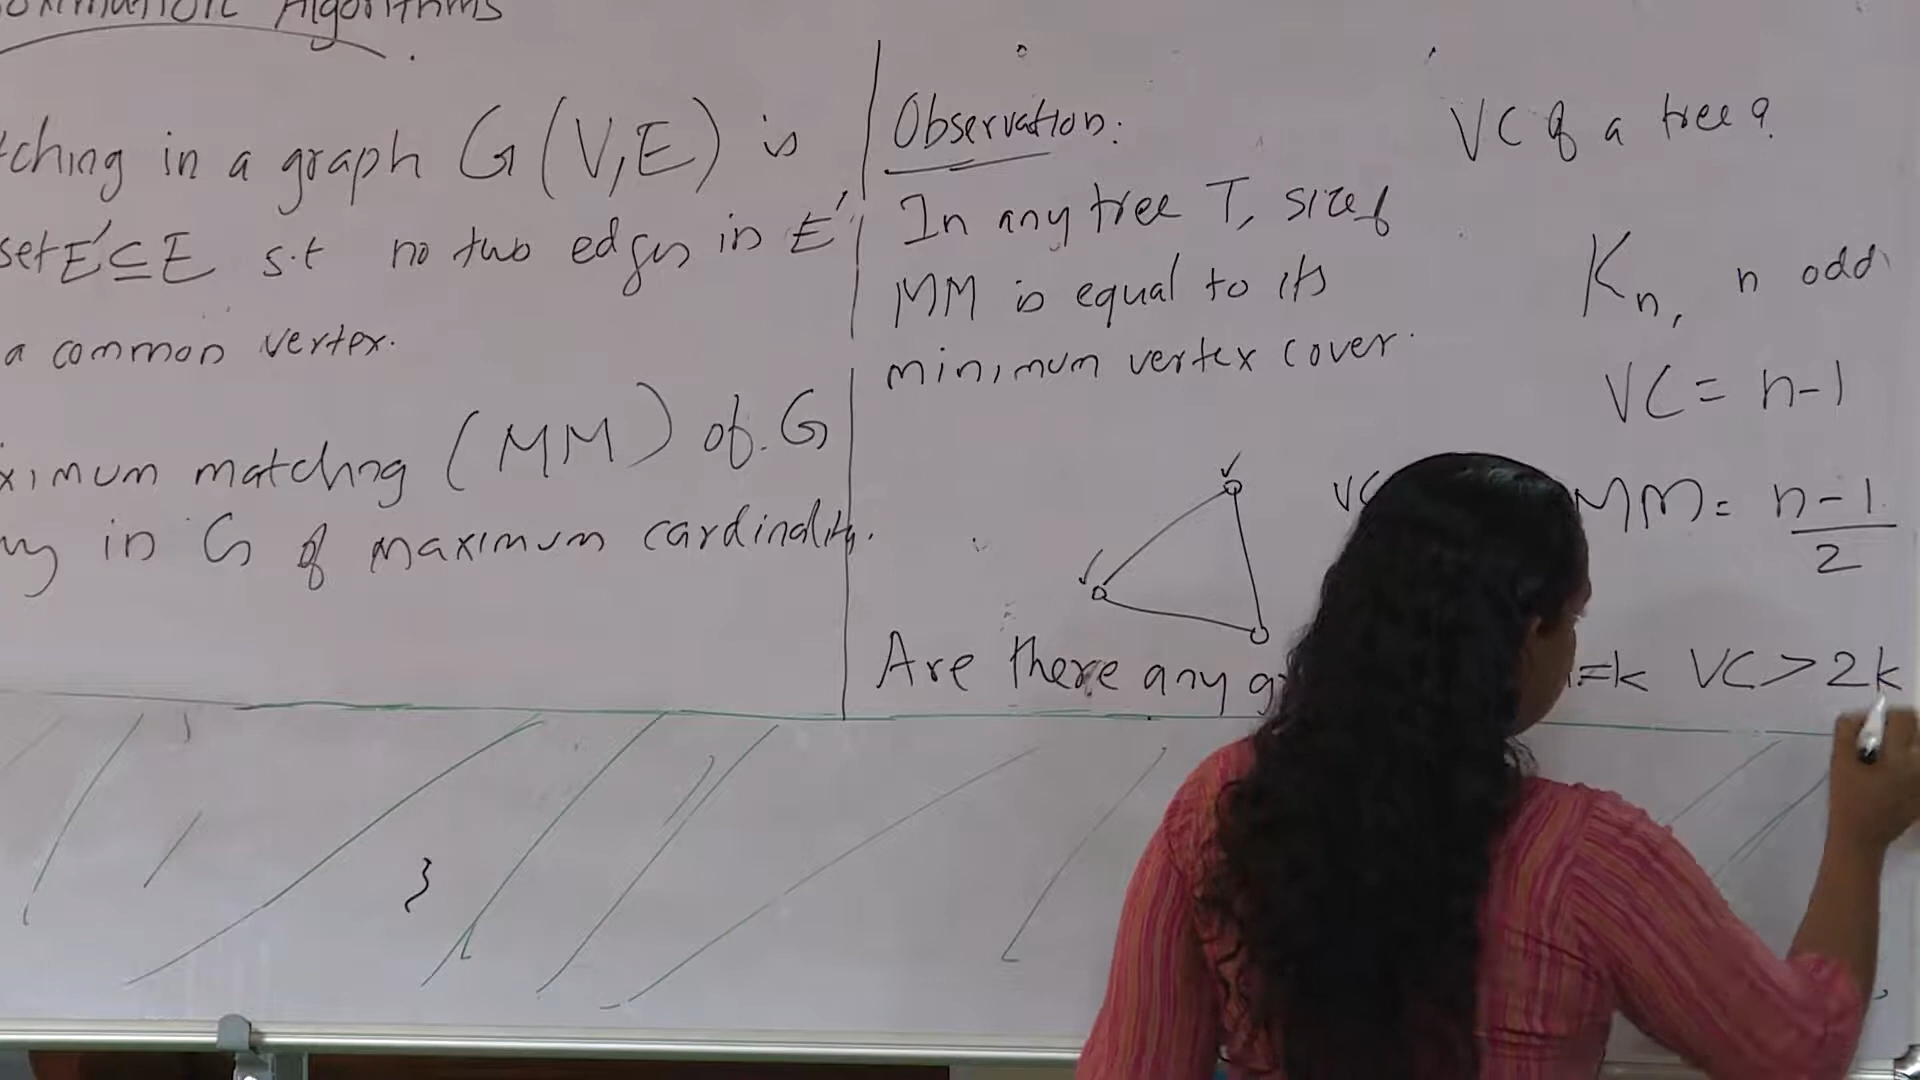 Algorithms
tching in a graph G(V,E) is
set E'⊆E s.t no two edges in E'
a common vertex.
ximum matching (MM) of G
in G of maximum cardinality.
Observation:
In any tree T, size of
MM is equal to its
minimum vertex cover.
VC
Are there any =k VC > 2k
VC of a tree?
Kn, n odd
VC = n-1
MM = n-1
2